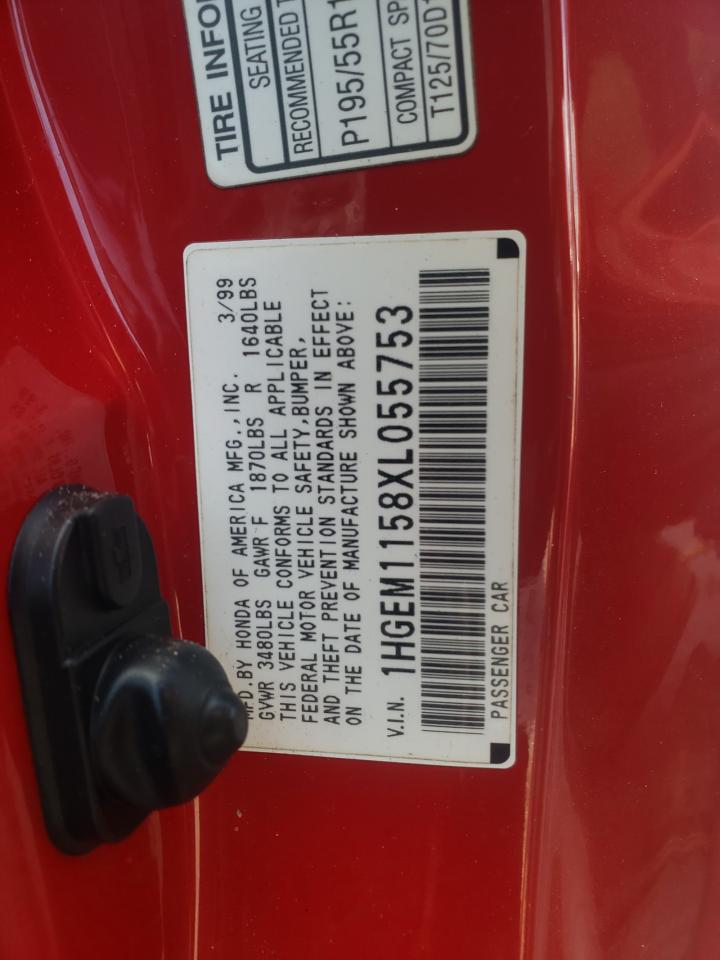 TIRE INFO
SEATING
RECOMMENDED
P195/55R1
COMPACT
T125/70D1
MFD.BY HONDA OF AMERICA MFG.,INC. 3/99
GVWR 3480LBS GAWR F 1870LBS R 1640LBS
THIS VEHICLE CONFORMS TO ALL APPLICABLE
FEDERAL MOTOR VEHICLE SAFETY,BUMPER,
AND THEFT PREVENTION STANDARDS IN EFFECT
ON THE DATE OF MANUFACTURE SHOWN ABOVE:
V.I.N. 1HGEM1158XL055753
PASSENGER CAR